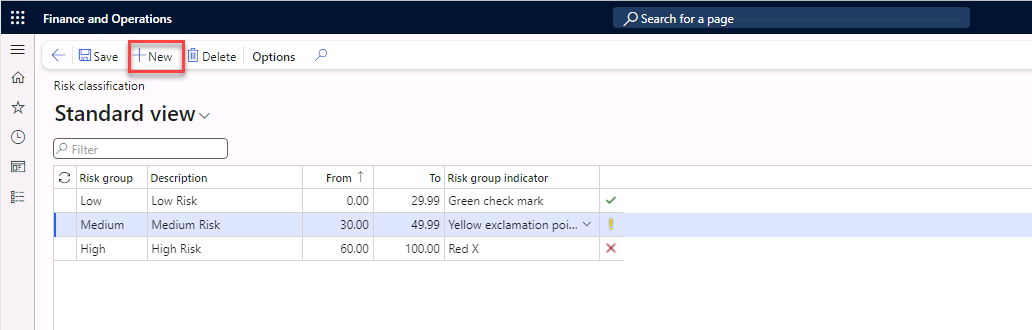 Finance and Operations Search for a page
Save New Delete Options
Risk classification
Standard view
Filter
Risk group Description From To Risk group indicator
Low Low Risk 0.00 29.99 Green check mark
Medium Medium Risk 30.00 49.99 Yellow exclamation poi...
High High Risk 60.00 100.00 Red X